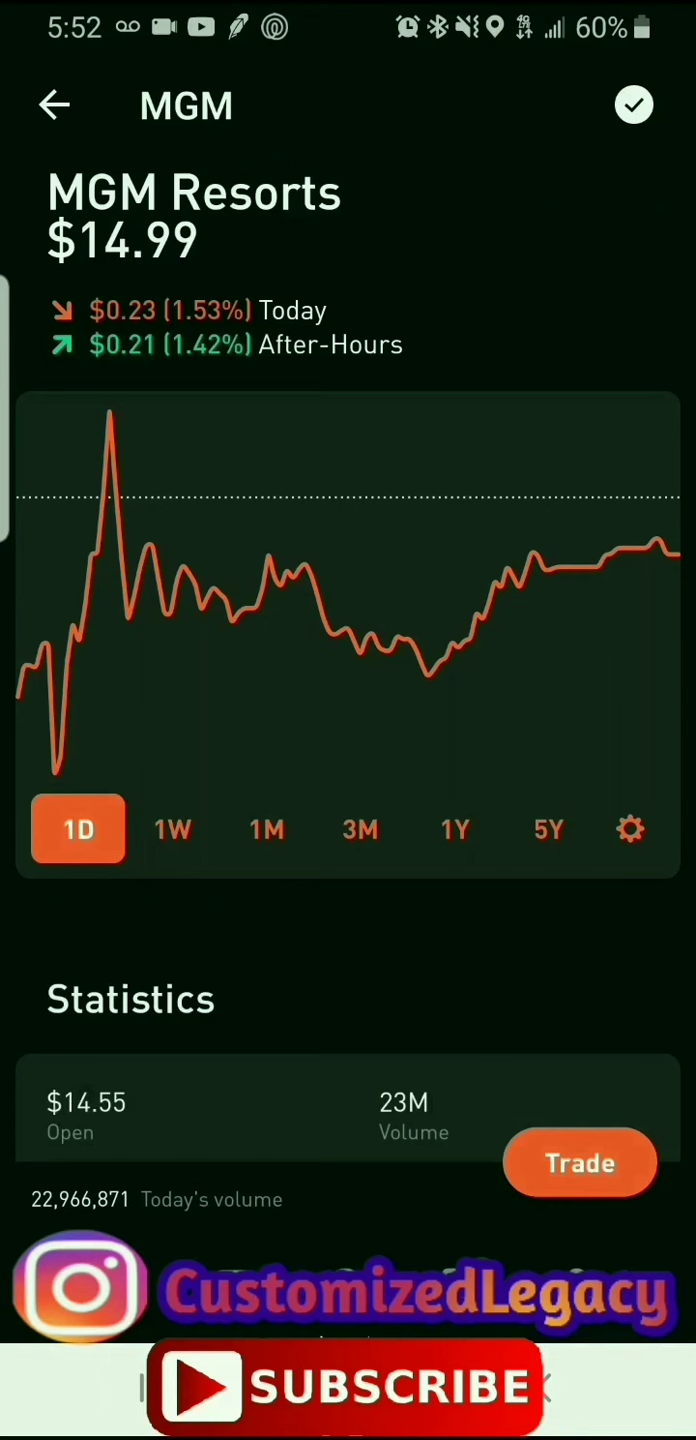 5:52 60%
MGM
MGM Resorts
$14.99
$0.23 (1.53%) Today
$0.21 (1.42%) After-Hours
1D 1W 1M 3M 1Y 5Y
Statistics
$14.55 23M
Open Volume
Trade
22,966,871 Today's volume
CustomizedLegacy
SUBSCRIBE